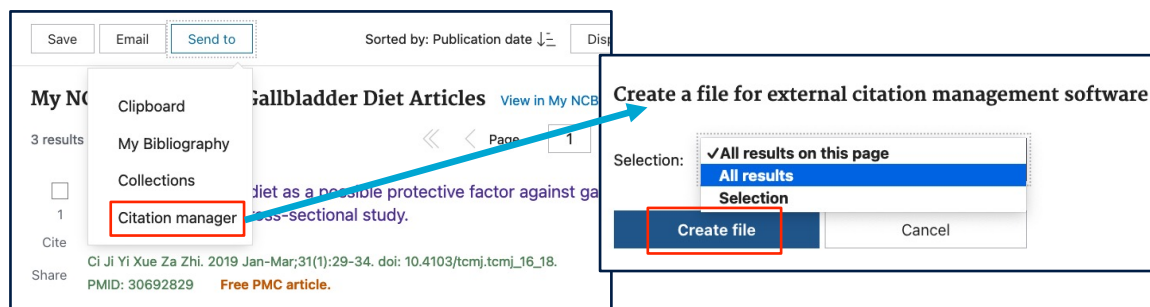 Save Email Send to Sorted by: Publication date
My NC Gallbladder Diet Articles View in My NCB
3 results Page 1
Clipboard
My Bibliography
Collections
Citation manager
1 diet as a possible protective factor against ga
cross-sectional study.
Cite
Share
Ci Ji Yi Xue Za Zhi. 2019 Jan-Mar;31(1):29-34. doi: 10.4103/tcmj.tcmj_16_18.
PMID: 30692829 Free PMC article.
Create a file for external citation management software
Selection: ✓All results on this page
All results
Selection
Create file Cancel